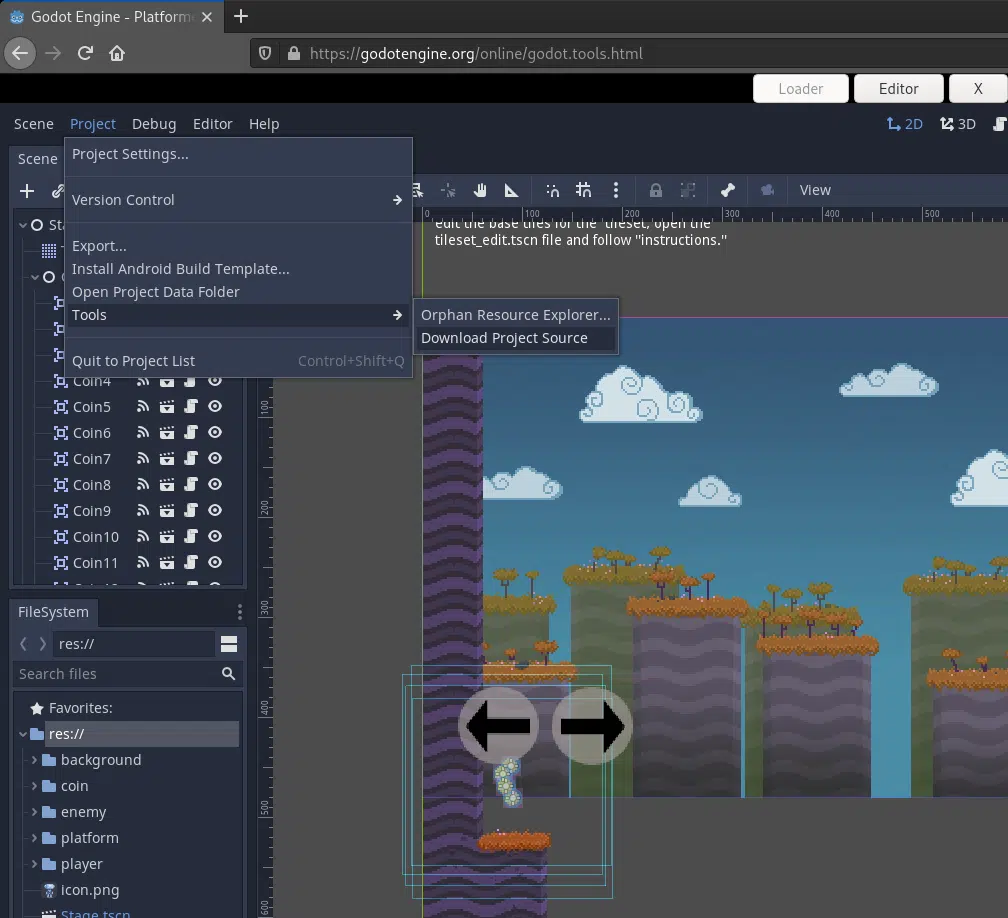 Godot Engine - Platform
https://godotengine.org/online/godot.tools.html
Loader
Editor
X
Scene
Project
Debug
Editor
Help
2D
3D
Scene
Project Settings...
Version Control
Export...
Install Android Build Template...
Open Project Data Folder
Tools
Quit to Project List
Control+Shift+Q
Orphan Resource Explorer...
Download Project Source
View
0
100
200
300
400
500
edit the base tiles for the "tileset, open the
tileset_edit.tscn file and follow "instructions."
100
200
300
400
500
600
Coin4
Coin5
Coin6
Coin7
Coin8
Coin9
Coin10
Coin11
FileSystem
res://
Search files
Favorites:
res://
background
coin
enemy
platform
player
icon.png
Stage.tscn